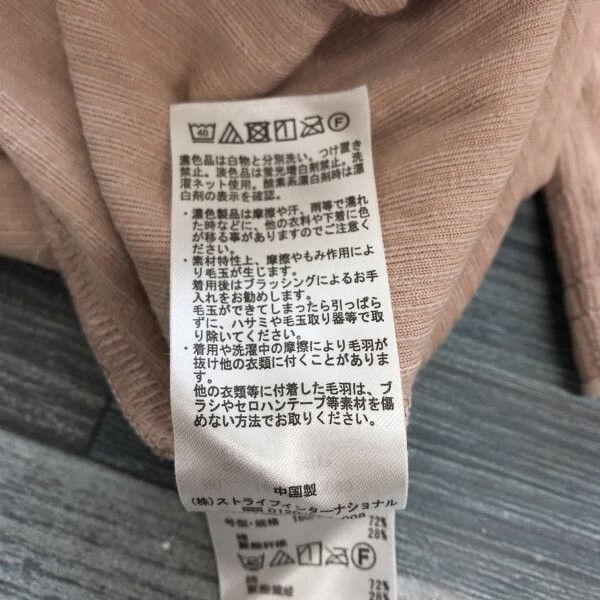 40 F
濃色品は白物と分別洗い。つけ置き
禁止。淡色品は蛍光増白剤禁止。洗
濯ネット使用。酸素系漂白剤時は漂
白剤の表示を確認。
・濃色製品は摩擦や汗、雨等で濡れ
た時などに、他の衣料や下着に色
が移る事がありますのでご注意く
ださい。
・素材特性上、摩擦やもみ作用によ
り毛玉が生じます。
着用後はブラッシングによるお手
入れをお勧めします。
毛玉ができてしまったら引っぱら
ずに、ハサミや毛玉取り器等で取
り除いてください。
・着用や洗濯中の摩擦により毛羽が
抜け他の衣類に付くことがありま
す。
他の衣類等に付着した毛羽は、ブ
ラシやセロハンテープ等素材を傷
めない方法でお取りください。
中国製
(株)ストライプインターナショナル
号型・规格
72%
28%
40 F
72%
28%